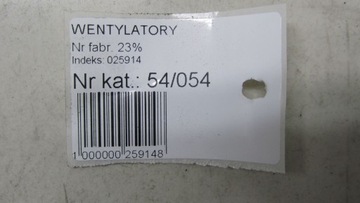 WENTYLATORY
Nr fabr. 23%
Indeks: 025914
Nr kat.: 54/054
1 000000 259148